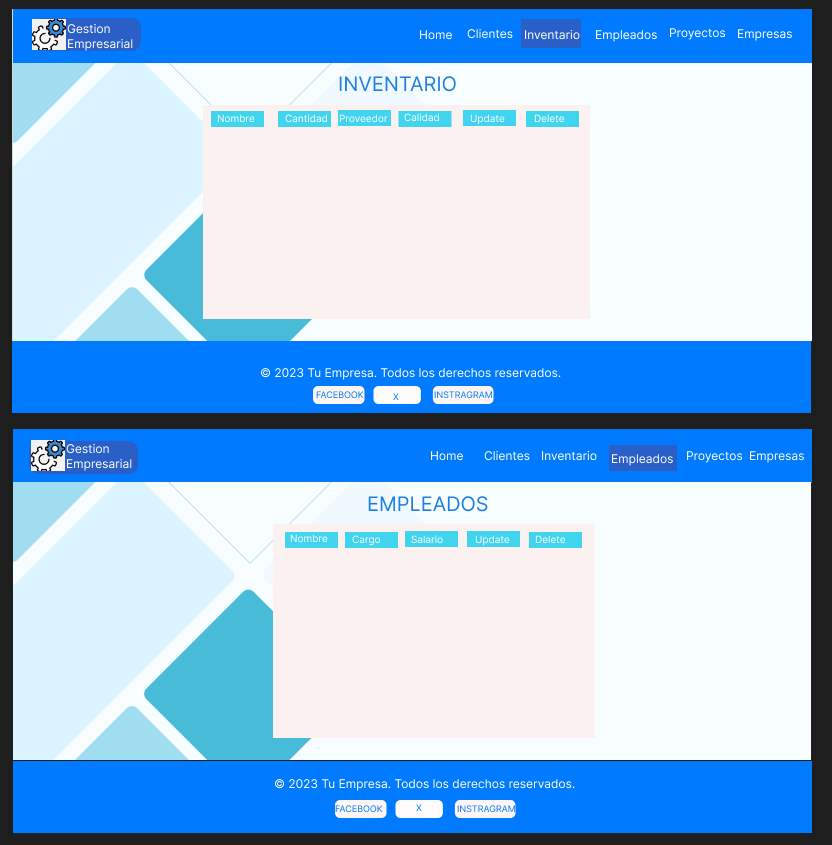 Gestion
Empresarial
Home Clientes Inventario Empleados Proyectos Empresas
INVENTARIO
Nombre Cantidad Proveedor Calidad Update Delete
© 2023 Tu Empresa. Todos los derechos reservados.
FACEBOOK X INSTRAGRAM
Gestion
Empresarial
Home Clientes Inventario Empleados Proyectos Empresas
EMPLEADOS
Nombre Cargo Salario Update Delete
© 2023 Tu Empresa. Todos los derechos reservados.
FACEBOOK X INSTRAGRAM